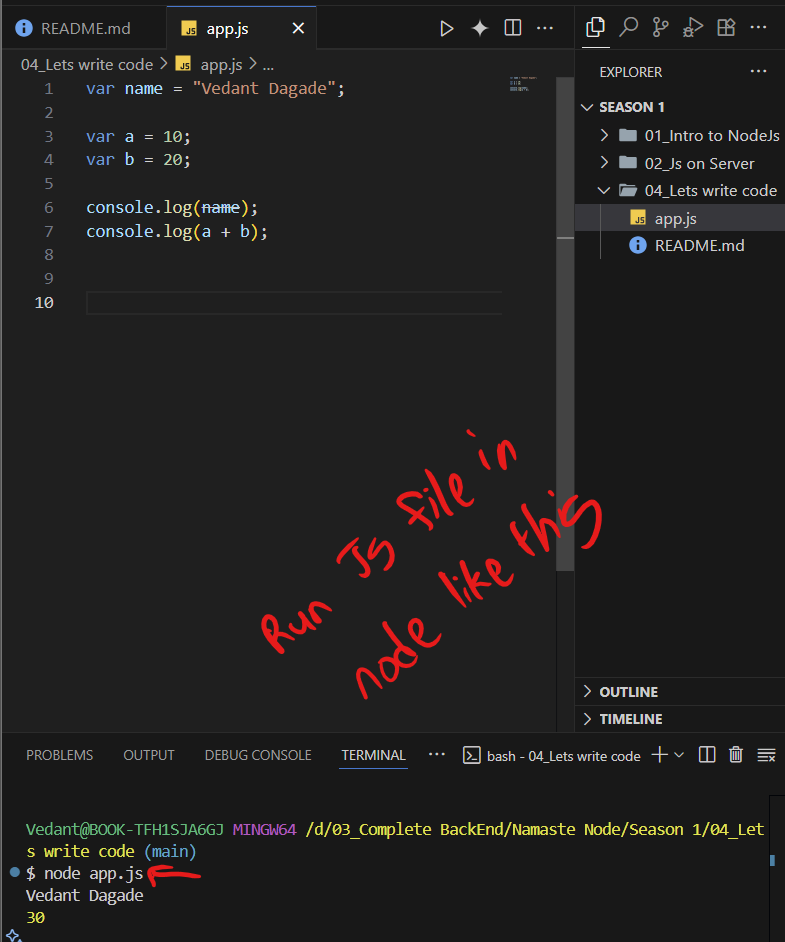 README.md
app.js
04_Lets write code > app.js > ...
1 var name = "Vedant Dagade";
2
3 var a = 10;
4 var b = 20;
5
6 console.log(name);
7 console.log(a + b);
8
9
10
EXPLORER
SEASON 1
01_Intro to NodeJs
02_Js on Server
04_Lets write code
app.js
README.md
Run Js file in
node like this
OUTLINE
TIMELINE
PROBLEMS OUTPUT DEBUG CONSOLE TERMINAL ... bash - 04_Lets write code
Vedant@BOOK-TFH1SJA6GJ MINGW64 /d/03_Complete BackEnd/Namaste Node/Season 1/04_Let
s write code (main)
$ node app.js
Vedant Dagade
30